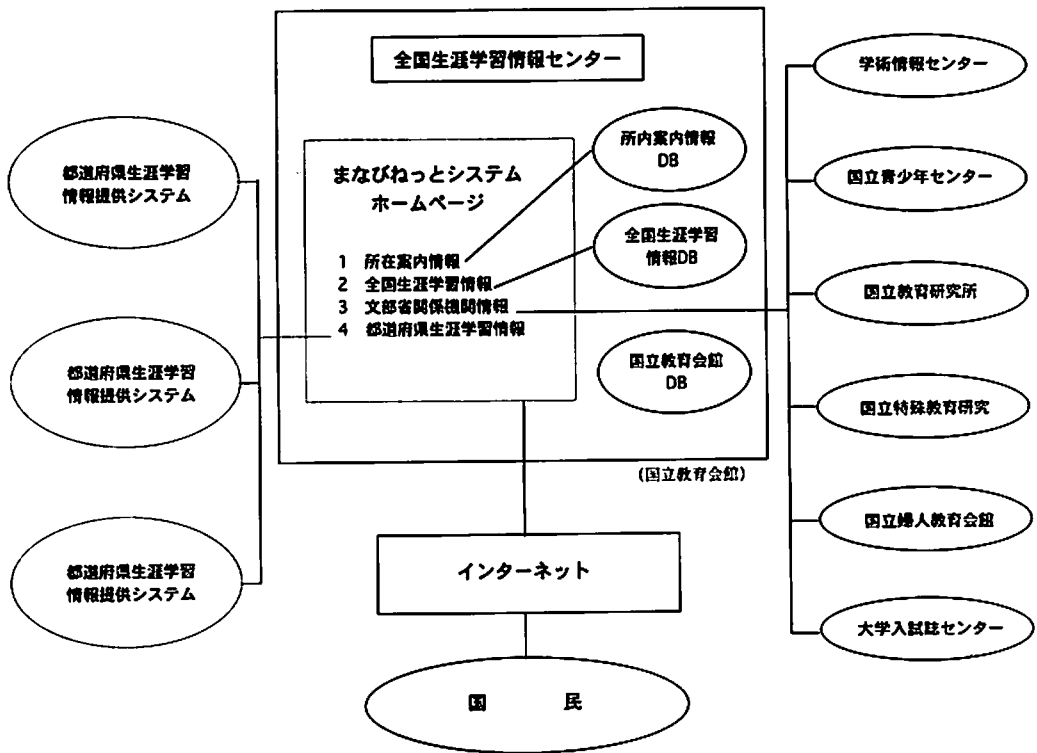 全国生涯学習情報センター
まなびねっとシステム
ホームページ
1 所在案内情報
2 全国生涯学習情報
3 文部省関係機関情報
4 都道府県生涯学習情報
所内案内情報
DB
全国生涯学習
情報DB
国立教育会館
DB
(国立教育会館)
都道府県生涯学習
情報提供システム
都道府県生涯学習
情報提供システム
都道府県生涯学習
情報提供システム
学術情報センター
国立青少年センター
国立教育研究所
国立特殊教育研究
国立婦人教育会館
大学入試誌センター
インターネット
国 民